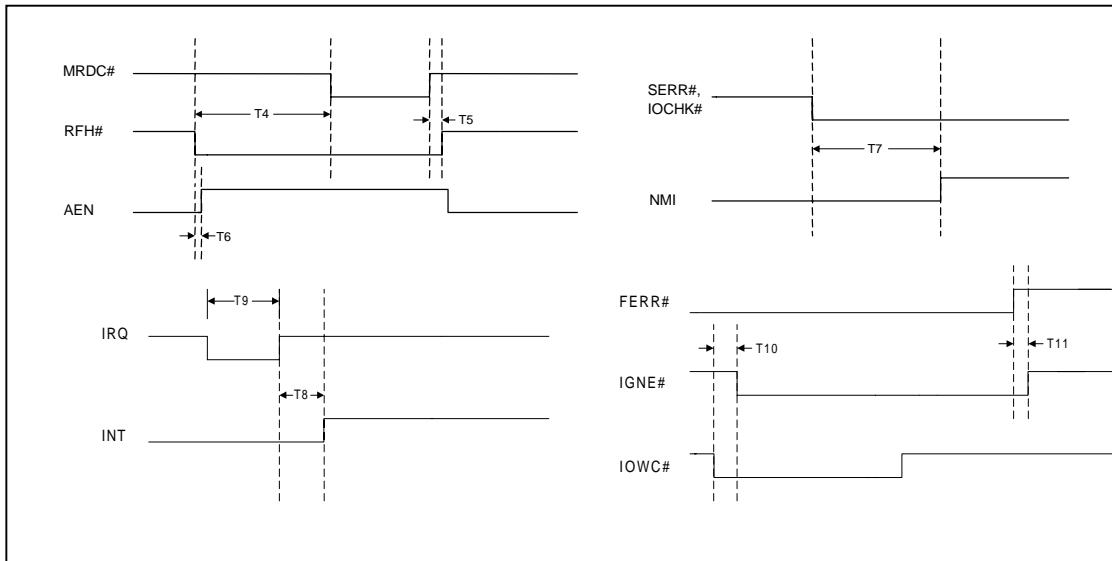 MRDC#
T4
T5
RFH#
AEN
T6
SERR#,
IOCHK#
T7
NMI
T9
IRQ
T8
INT
FERR#
T10
T11
IGNE#
IOWC#